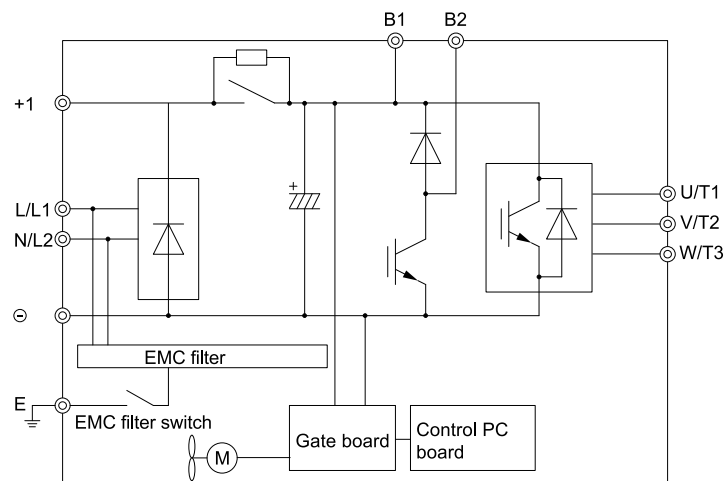 B1
B2
+1
+
L/L1
N/L2
U/T1
V/T2
W/T3
⊖
EMC filter
E
EMC filter switch
M
Gate board
Control PC
board